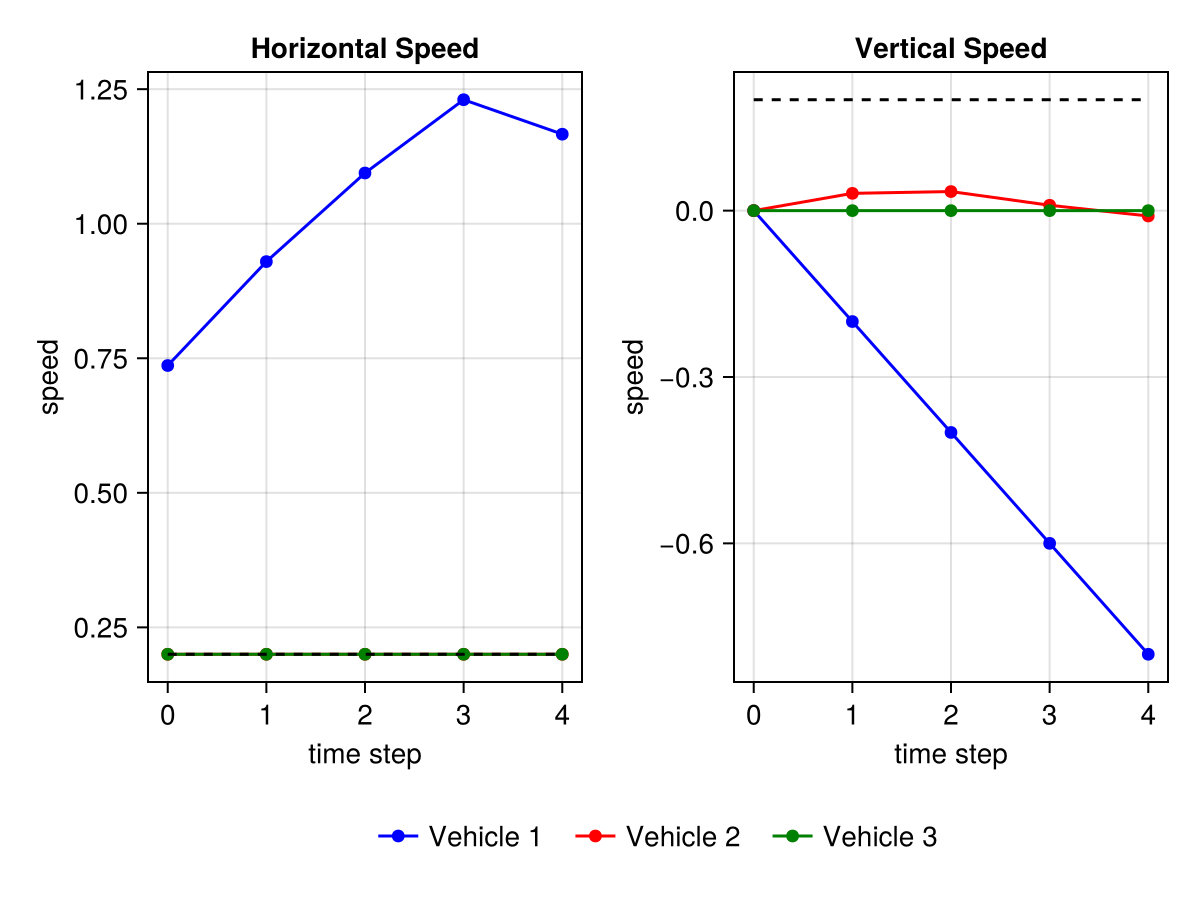 Horizontal Speed
1.25
1.00
0.75
0.50
0.25
speed
0 1 2 3 4
time step
Vertical Speed
0.0
−0.3
−0.6
speed
0 1 2 3 4
time step
Vehicle 1 Vehicle 2 Vehicle 3